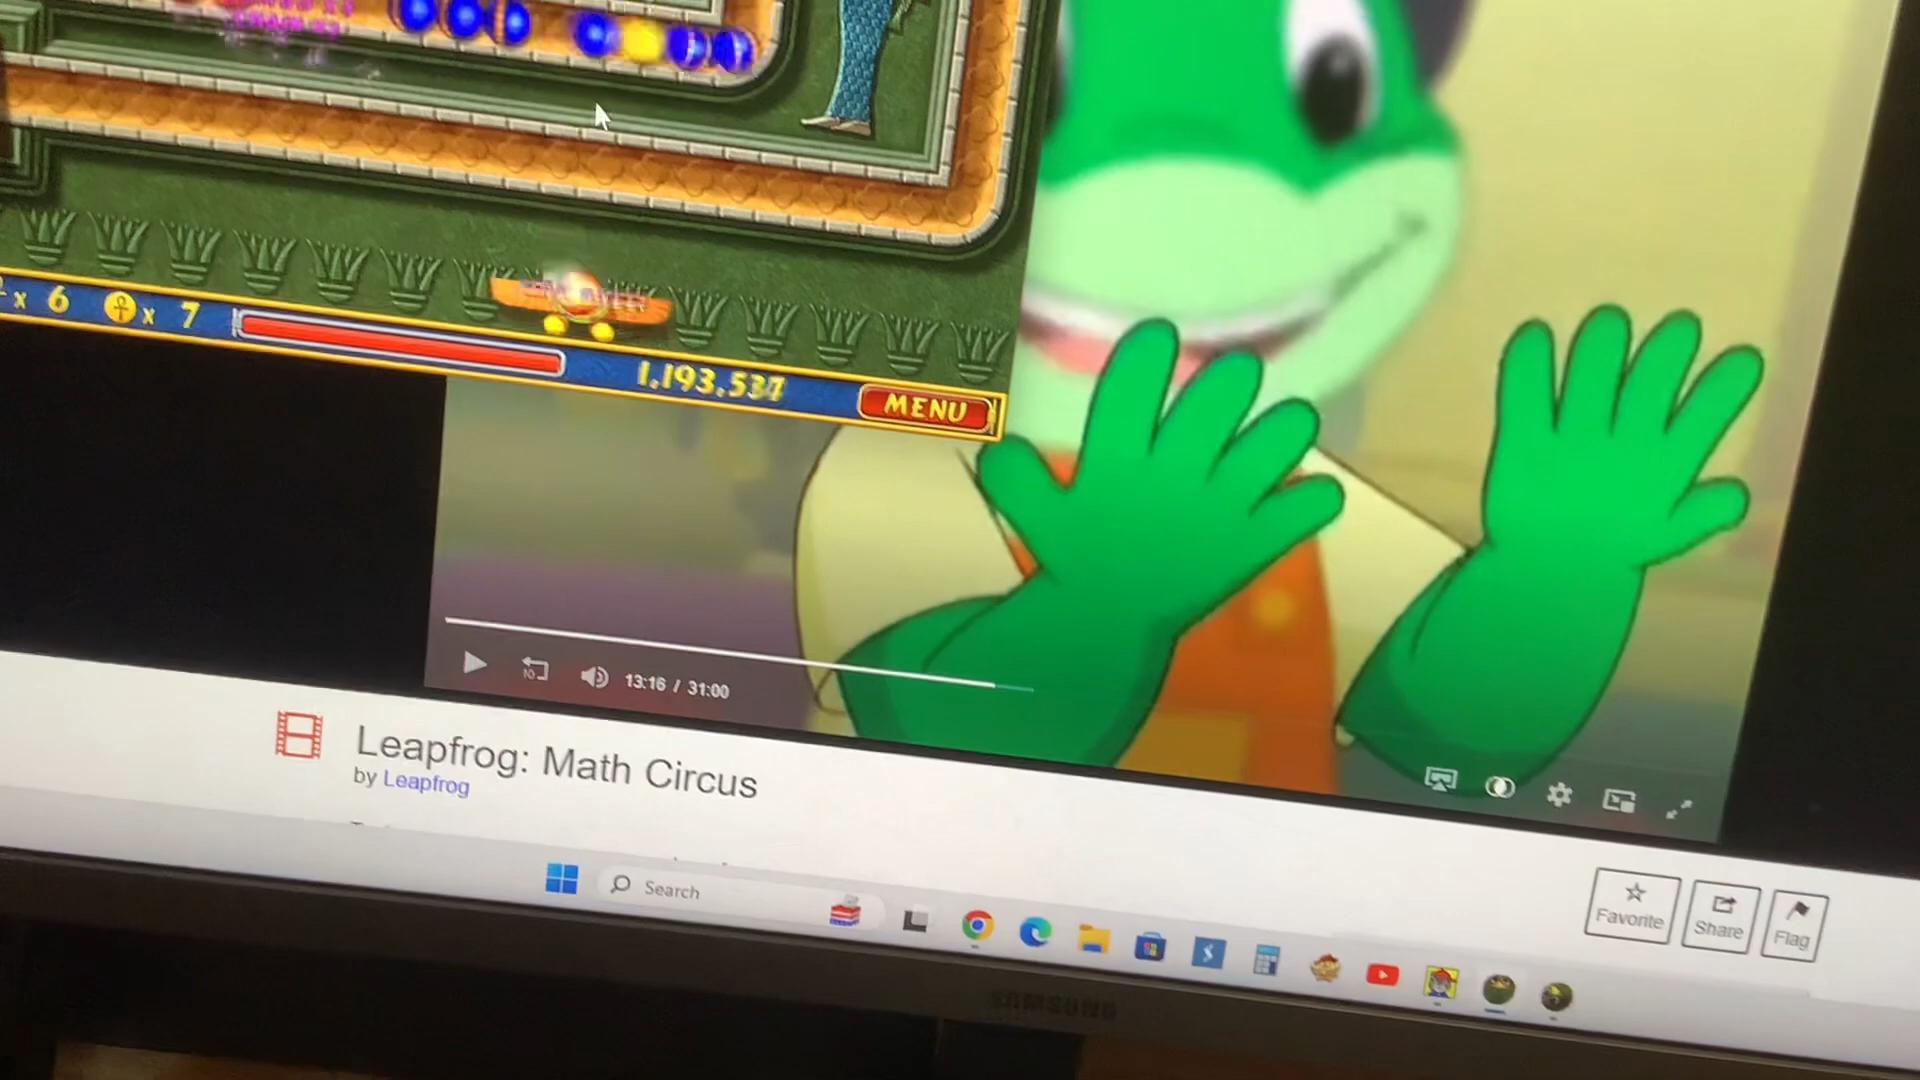 x 6 x 7
1,193,537
MENU
10
13:16 / 31:00
Leapfrog: Math Circus
by Leapfrog
Search
Favorite
Share
Flag
SAMSUNG